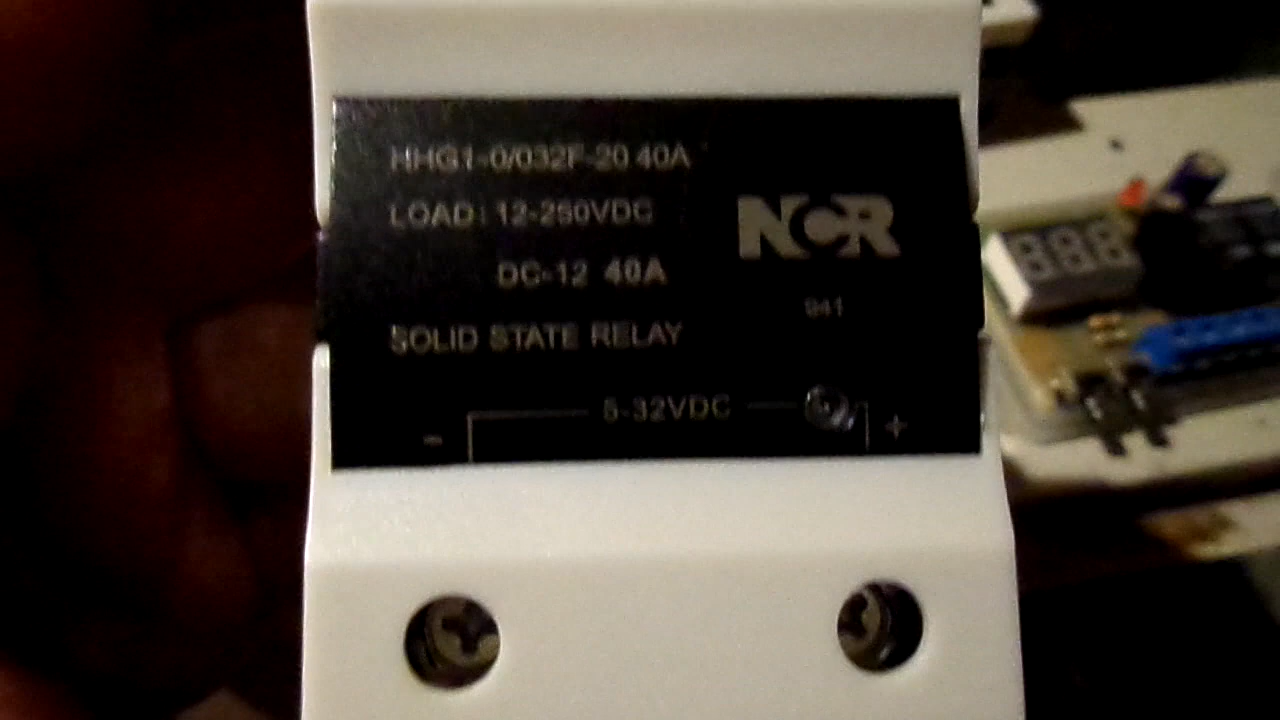 HHG1-0/032F-20 40A
LOAD: 12-250VDC
NCR
DC-12 40A
941
SOLID STATE RELAY
5-32VDC
- +